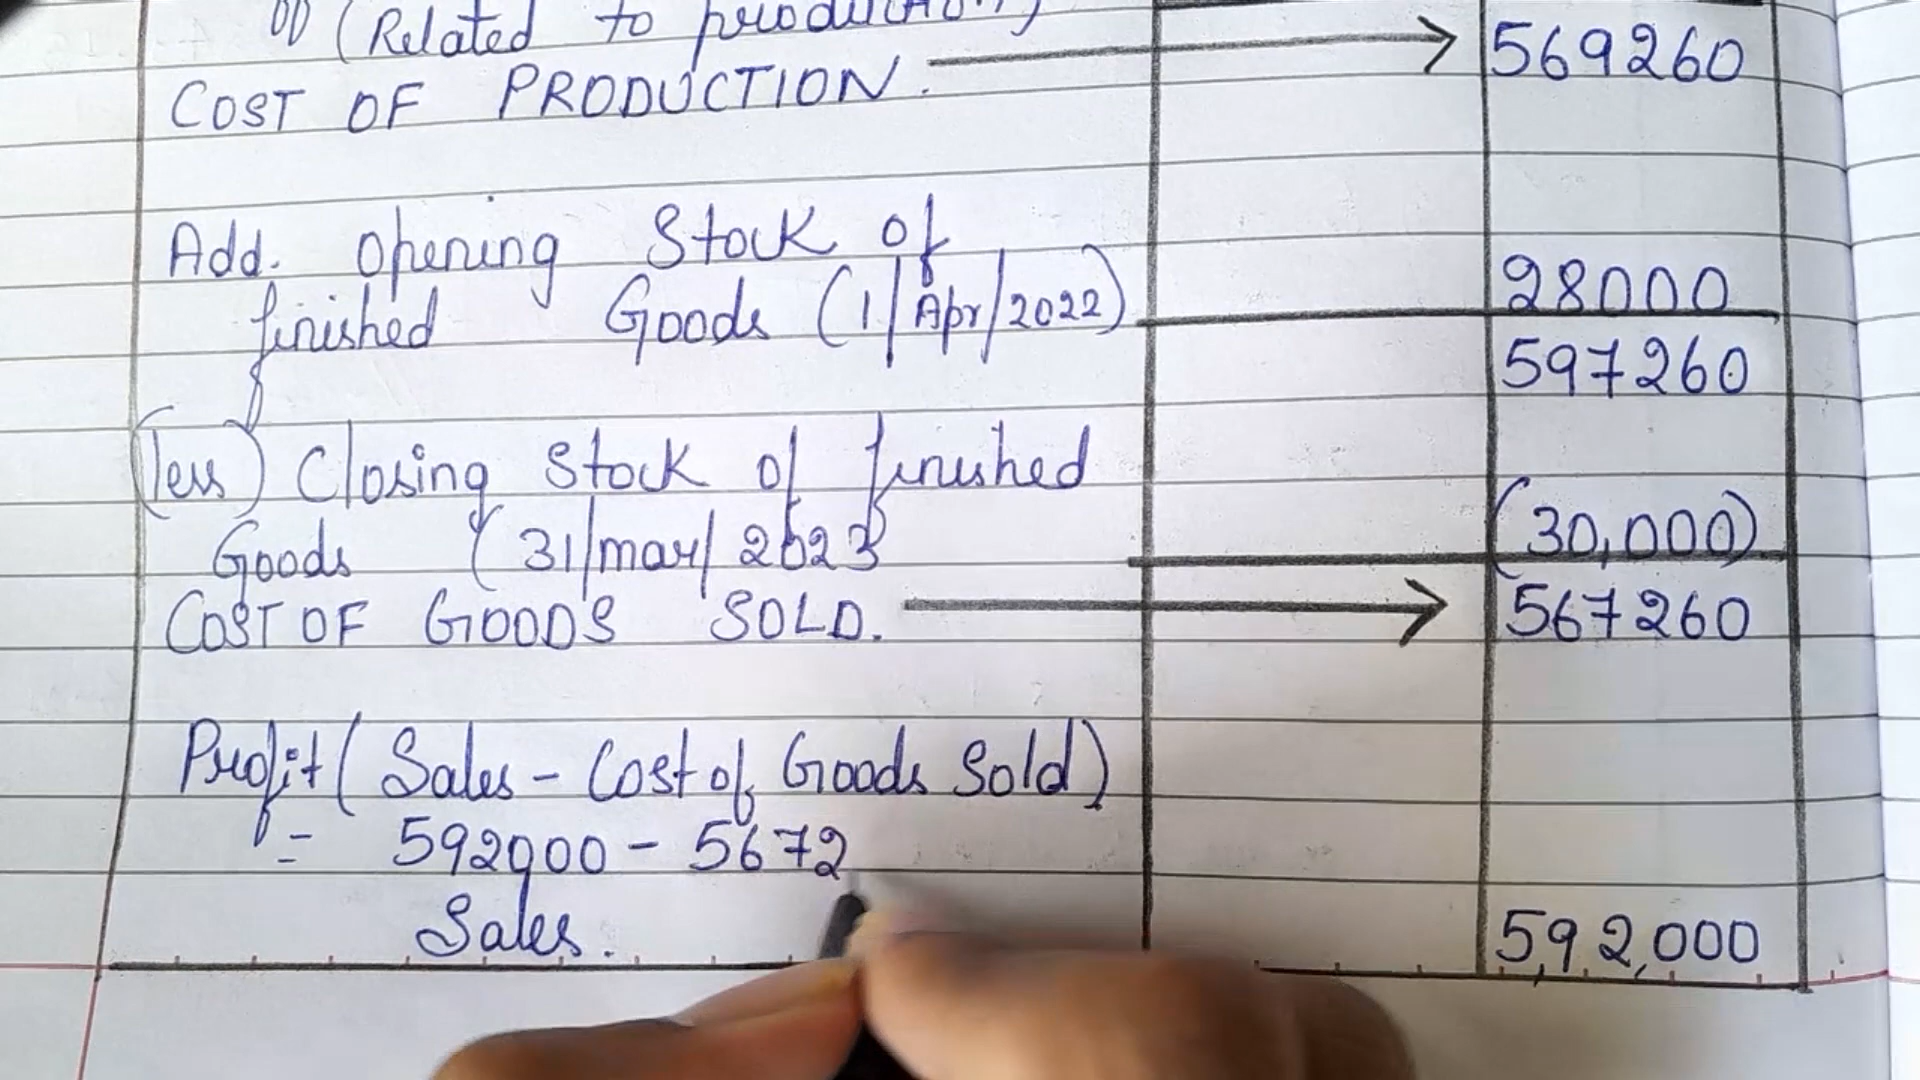 (Related to production)
COST OF PRODUCTION. → 569260
Add. Opening Stock of
finished Goods (1/Apr/2022) 28000
597260
(less) Closing Stock of finished
Goods (31/mar/2023 (30,000)
COST OF GOODS SOLD. → 567260
Profit (Sales - Cost of Goods Sold)
= 592000 - 5672
Sales. 592,000